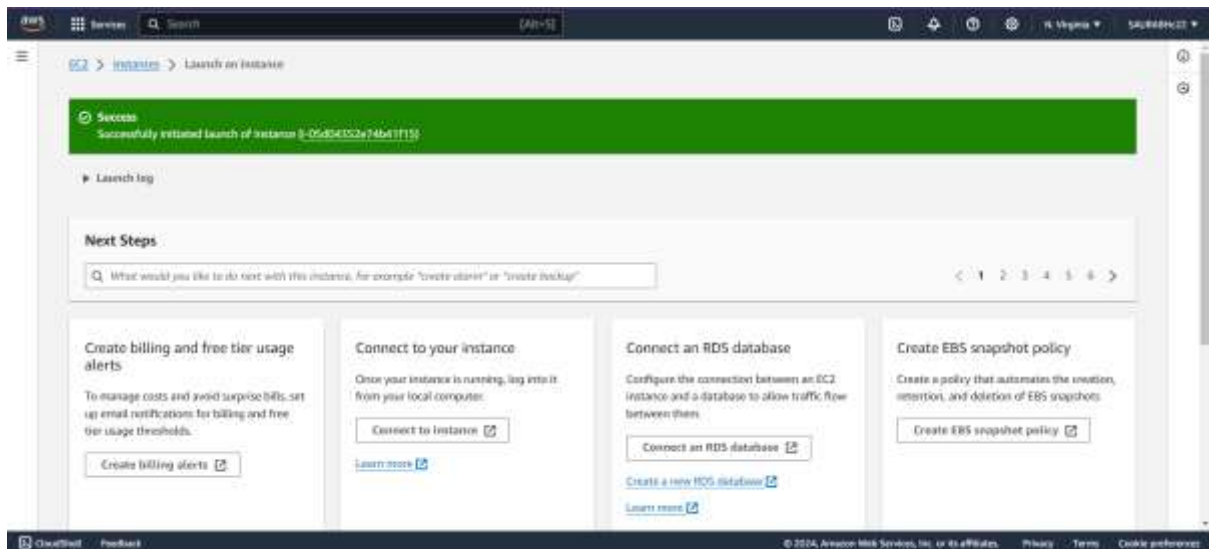 aws Services Search [Alt+S] N. Virginia
EC2 > Instances > Launch an instance
Success
Successfully initiated launch of instance (i-05d04352e74b41f15)
Launch log
Next Steps
What would you like to do next with this instance, for example "create alarm" or "create backup"
1 2 3 4 5 6
Create billing and free tier usage
alerts
To manage costs and avoid surprise bills, set
up email notifications for billing and free
tier usage thresholds.
Create billing alerts
Connect to your instance
Once your instance is running, log into it
from your local computer.
Connect to instance
Learn more
Connect an RDS database
Configure the connection between an EC2
instance and a database to allow traffic flow
between them.
Connect an RDS database
Create a new RDS database
Learn more
Create EBS snapshot policy
Create a policy that automates the creation,
retention, and deletion of EBS snapshots
Create EBS snapshot policy
CloudShell Feedback © 2024, Amazon Web Services, Inc. or its affiliates. Privacy Terms Cookie preferences